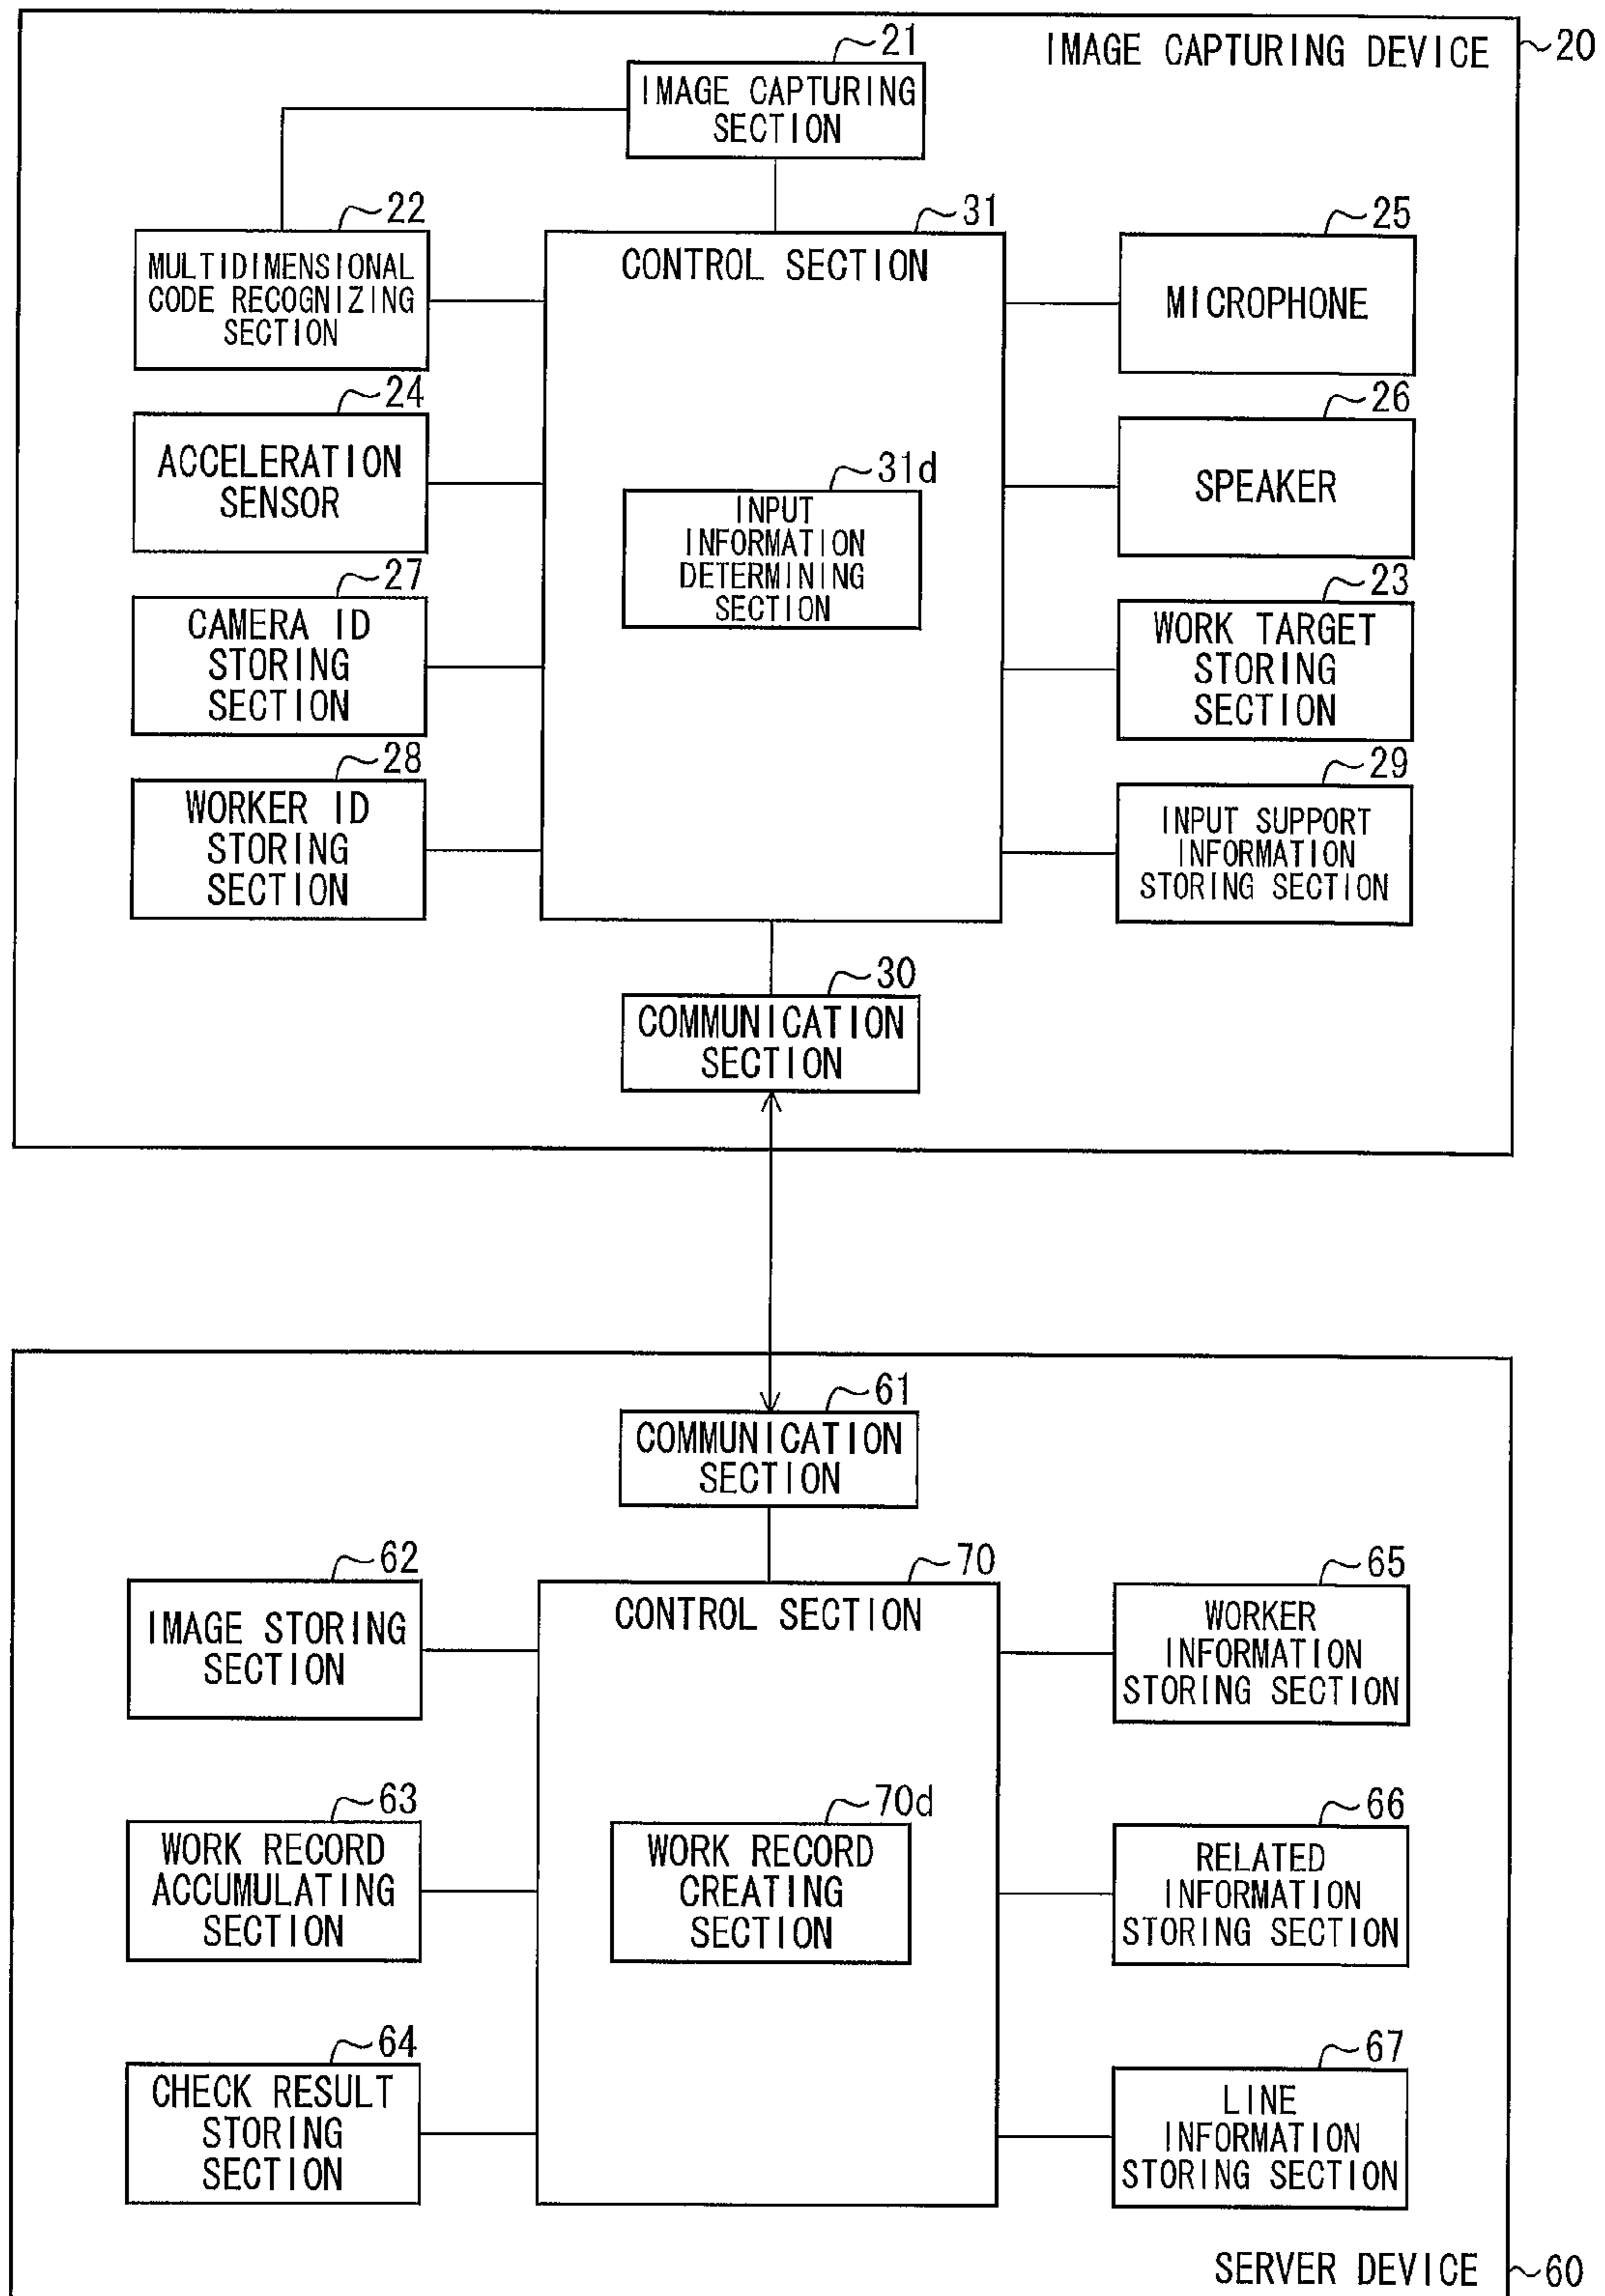 IMAGE CAPTURING DEVICE
20
21
IMAGE CAPTURING
SECTION
22
MULTIDIMENSIONAL
CODE RECOGNIZING
SECTION
31
CONTROL SECTION
25
MICROPHONE
24
ACCELERATION
SENSOR
31d
INPUT
INFORMATION
DETERMINING
SECTION
26
SPEAKER
27
CAMERA ID
STORING
SECTION
23
WORK TARGET
STORING
SECTION
28
WORKER ID
STORING
SECTION
29
INPUT SUPPORT
INFORMATION
STORING SECTION
30
COMMUNICATION
SECTION
61
COMMUNICATION
SECTION
62
IMAGE STORING
SECTION
70
CONTROL SECTION
65
WORKER
INFORMATION
STORING SECTION
63
WORK RECORD
ACCUMULATING
SECTION
70d
WORK RECORD
CREATING
SECTION
66
RELATED
INFORMATION
STORING SECTION
64
CHECK RESULT
STORING
SECTION
67
LINE
INFORMATION
STORING SECTION
SERVER DEVICE
60